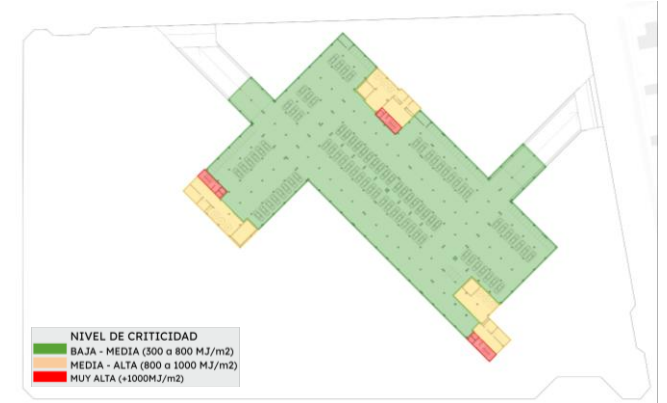 NIVEL DE CRITICIDAD
BAJA - MEDIA (300 a 800 MJ/m2)
MEDIA - ALTA (800 a 1000 MJ/m2)
MUY ALTA (+1000MJ/m2)